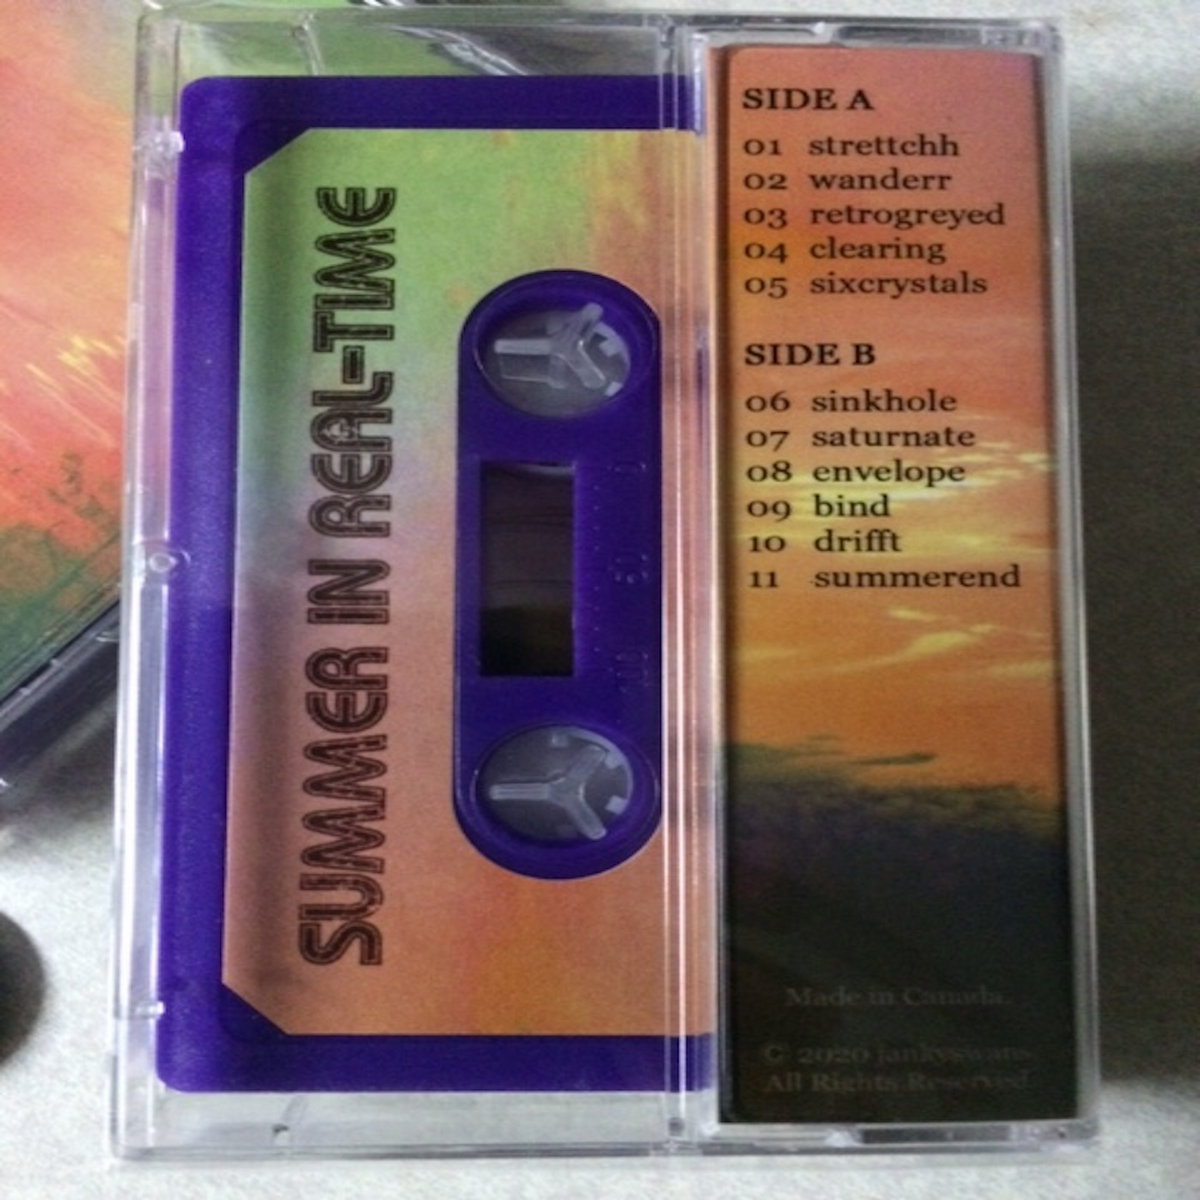 SUMMER IN REAL-TIME
SIDE A
01 strettchh
02 wanderr
03 retrogreyed
04 clearing
05 sixcrystals
SIDE B
06 sinkhole
07 saturnate
08 envelope
09 bind
10 drifft
11 summerend
Made in Canada.
© 2020 jankyswans
All Rights Reserved.